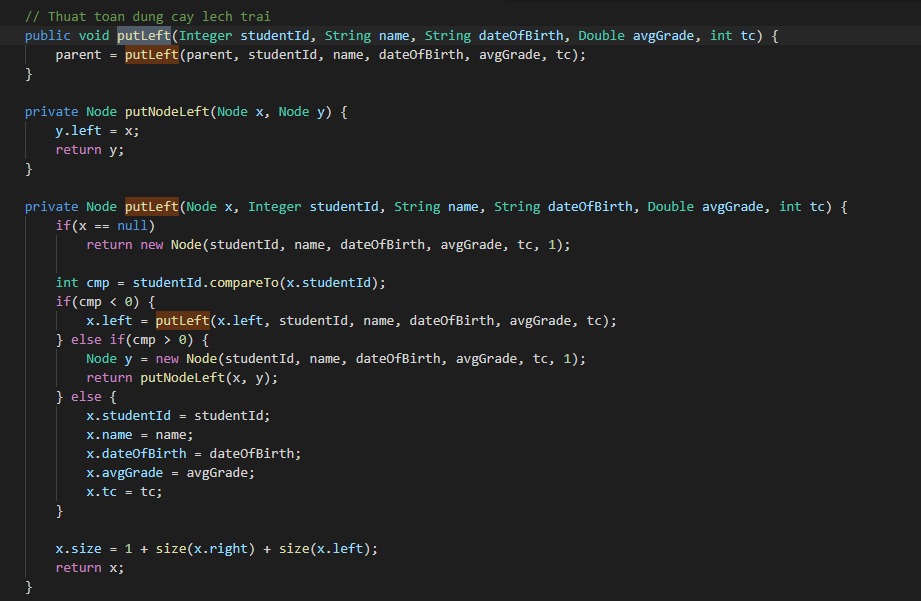 // Thuat toan dung cay lech trai
public void putLeft(Integer studentId, String name, String dateOfBirth, Double avgGrade, int tc) {
    parent = putLeft(parent, studentId, name, dateOfBirth, avgGrade, tc);
}
private Node putNodeLeft(Node x, Node y) {
    y.left = x;
    return y;
}
private Node putLeft(Node x, Integer studentId, String name, String dateOfBirth, Double avgGrade, int tc) {
    if(x == null)
        return new Node(studentId, name, dateOfBirth, avgGrade, tc, 1);
    int cmp = studentId.compareTo(x.studentId);
    if(cmp < 0) {
        x.left = putLeft(x.left, studentId, name, dateOfBirth, avgGrade, tc);
    } else if(cmp > 0) {
        Node y = new Node(studentId, name, dateOfBirth, avgGrade, tc, 1);
        return putNodeLeft(x, y);
    } else {
        x.studentId = studentId;
        x.name = name;
        x.dateOfBirth = dateOfBirth;
        x.avgGrade = avgGrade;
        x.tc = tc;
    }
    x.size = 1 + size(x.right) + size(x.left);
    return x;
}